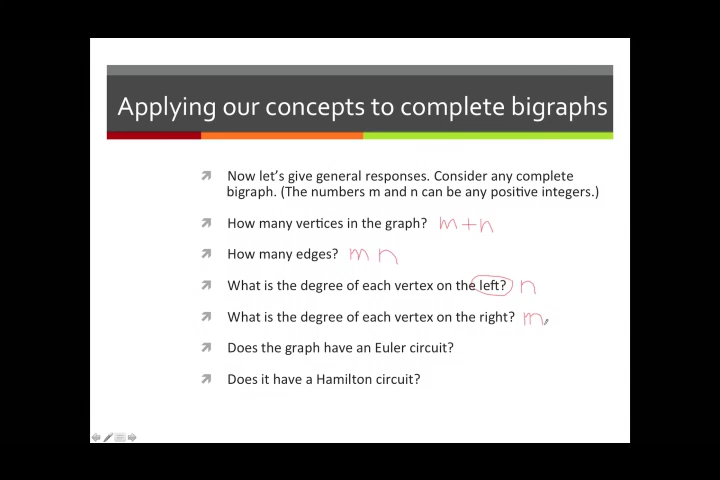 Applying our concepts to complete bigraphs
Now let's give general responses. Consider any complete
bigraph. (The numbers m and n can be any positive integers.)
How many vertices in the graph? m + n
How many edges? m n
What is the degree of each vertex on the left? n
What is the degree of each vertex on the right? m
Does the graph have an Euler circuit?
Does it have a Hamilton circuit?